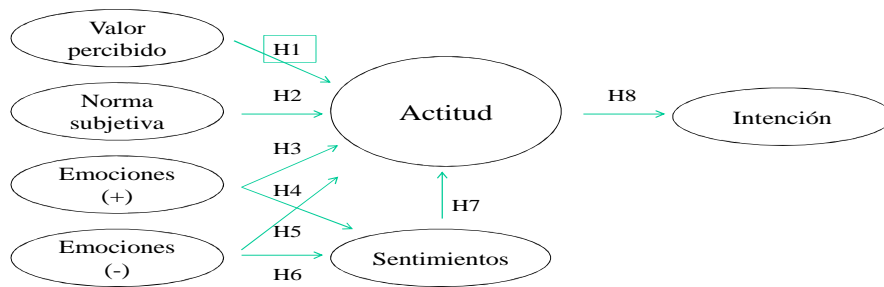 Valor
percibido
H1
Norma
subjetiva
H2
Actitud
H8
Intención
H3
Emociones
(+)
H4
H7
H5
Emociones
(-)
H6
Sentimientos